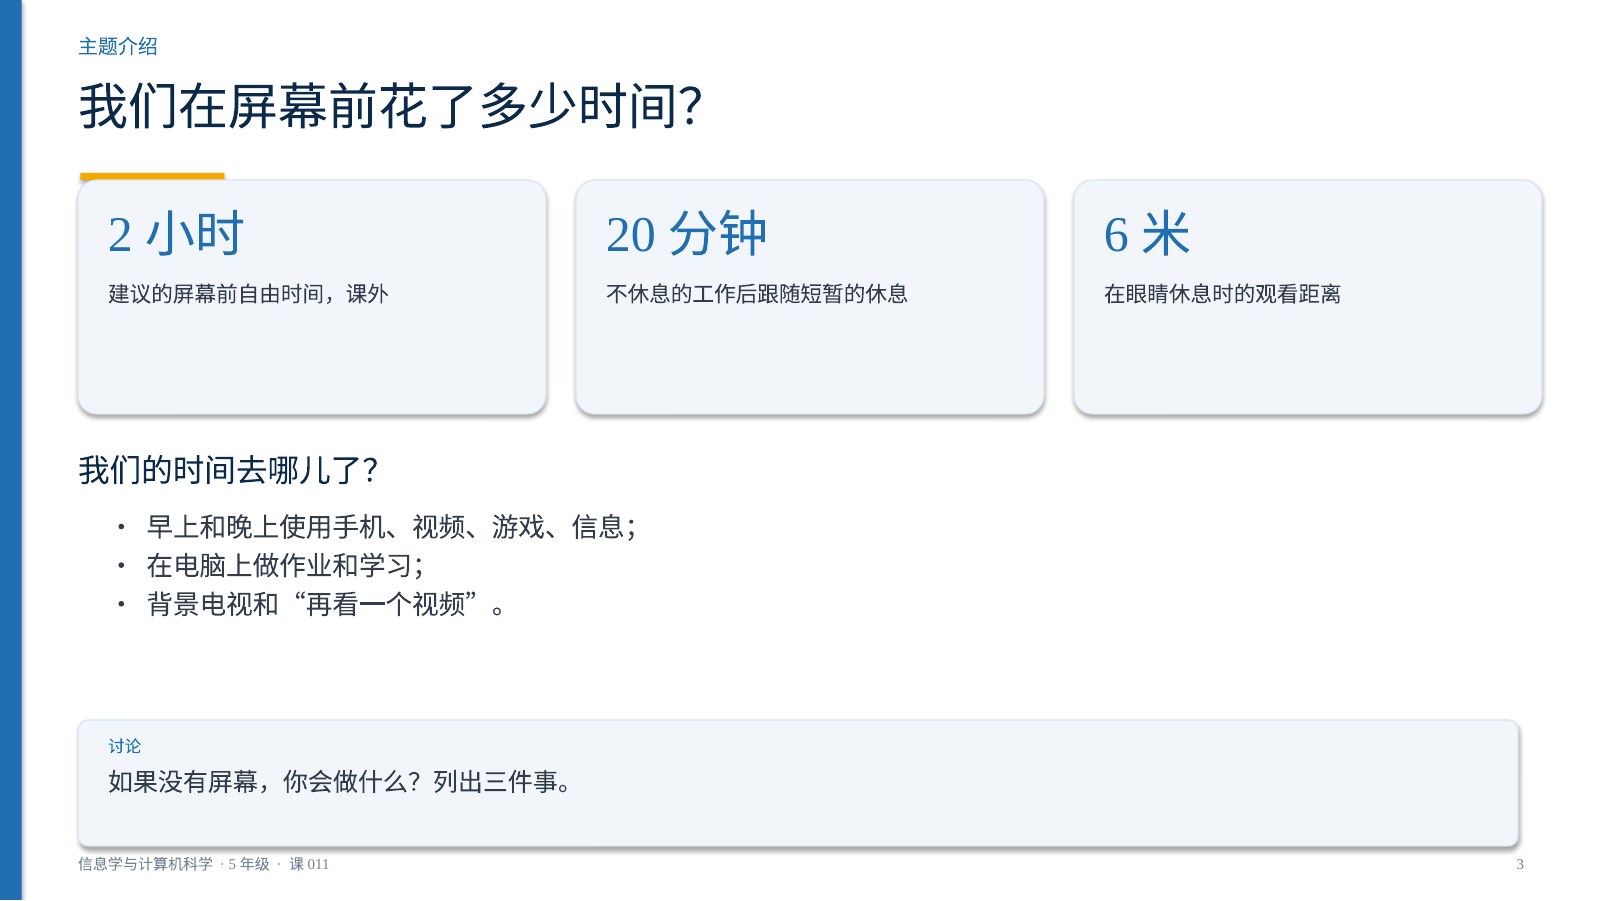 主题介绍
我们在屏幕前花了多少时间？
2 小时
建议的屏幕前自由时间，课外
20 分钟
不休息的工作后跟随短暂的休息
6 米
在眼睛休息时的观看距离
我们的时间去哪儿了？
• 早上和晚上使用手机、视频、游戏、信息；
• 在电脑上做作业和学习；
• 背景电视和“再看一个视频”。
讨论
如果没有屏幕，你会做什么？列出三件事。
信息学与计算机科学 · 5 年级 · 课 011
3